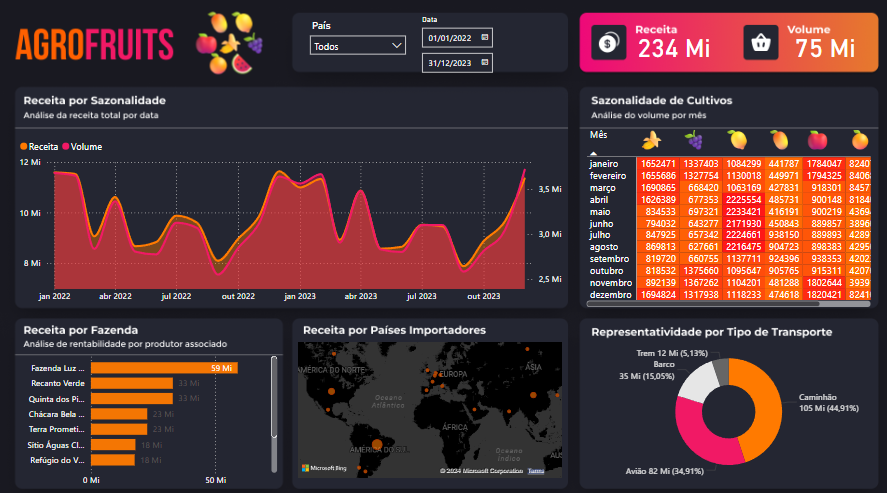 AGROFRUITS
País
Todos
Data
01/01/2022
31/12/2023
Receita
234 Mi
Volume
75 Mi
Receita por Sazonalidade
Análise da receita total por data
Receita Volume
12 Mi
10 Mi
8 Mi
3,5 Mi
3,0 Mi
2,5 Mi
jan 2022 abr 2022 jul 2022 out 2022 jan 2023 abr 2023 jul 2023 out 2023
Sazonalidade de Cultivos
Análise do volume por mês
Mês
janeiro 1652471 1337403 1084299 441787 1784047 8240
fevereiro 1655686 1327754 1130018 449971 1794325 8406
março 1690865 668420 1063169 427831 918301 8457
abril 1626389 677353 2225554 485731 900148 8184
maio 834533 697321 2233421 416191 900219 4369
junho 794032 643277 2171930 450843 889857 4389
julho 847925 657342 2224661 938150 889893 4289
agosto 869813 627661 2216475 904723 898383 4295
setembro 819720 660755 1137711 924396 938353 4202
outubro 818532 1375660 1095647 905765 915311 4207
novembro 892139 1367262 1104201 481288 1802644 3939
dezembro 1694824 1317938 1118233 474618 1820421 8241
Receita por Fazenda
Análise de rentabilidade por produtor associado
Fazenda Luz ... 59 Mi
Recanto Verde 33 Mi
Quinta dos Pi... 33 Mi
Chácara Bela ... 23 Mi
Terra Prometi... 23 Mi
Sítio Águas Cl... 18 Mi
Refúgio do V... 18 Mi
0 Mi 50 Mi
Receita por Países Importadores
AMÉRICA DO NORTE
EUROPA
ÁSIA
Oceano
Atlântico
ÁFRICA
AMÉRICA DO SUL
Oceano
Índico
Microsoft Bing
© 2024 Microsoft Corporation Terms
Representatividade por Tipo de Transporte
Trem 12 Mi (5,13%)
Barco
35 Mi (15,05%)
Caminhão
105 Mi (44,91%)
Avião 82 Mi (34,91%)